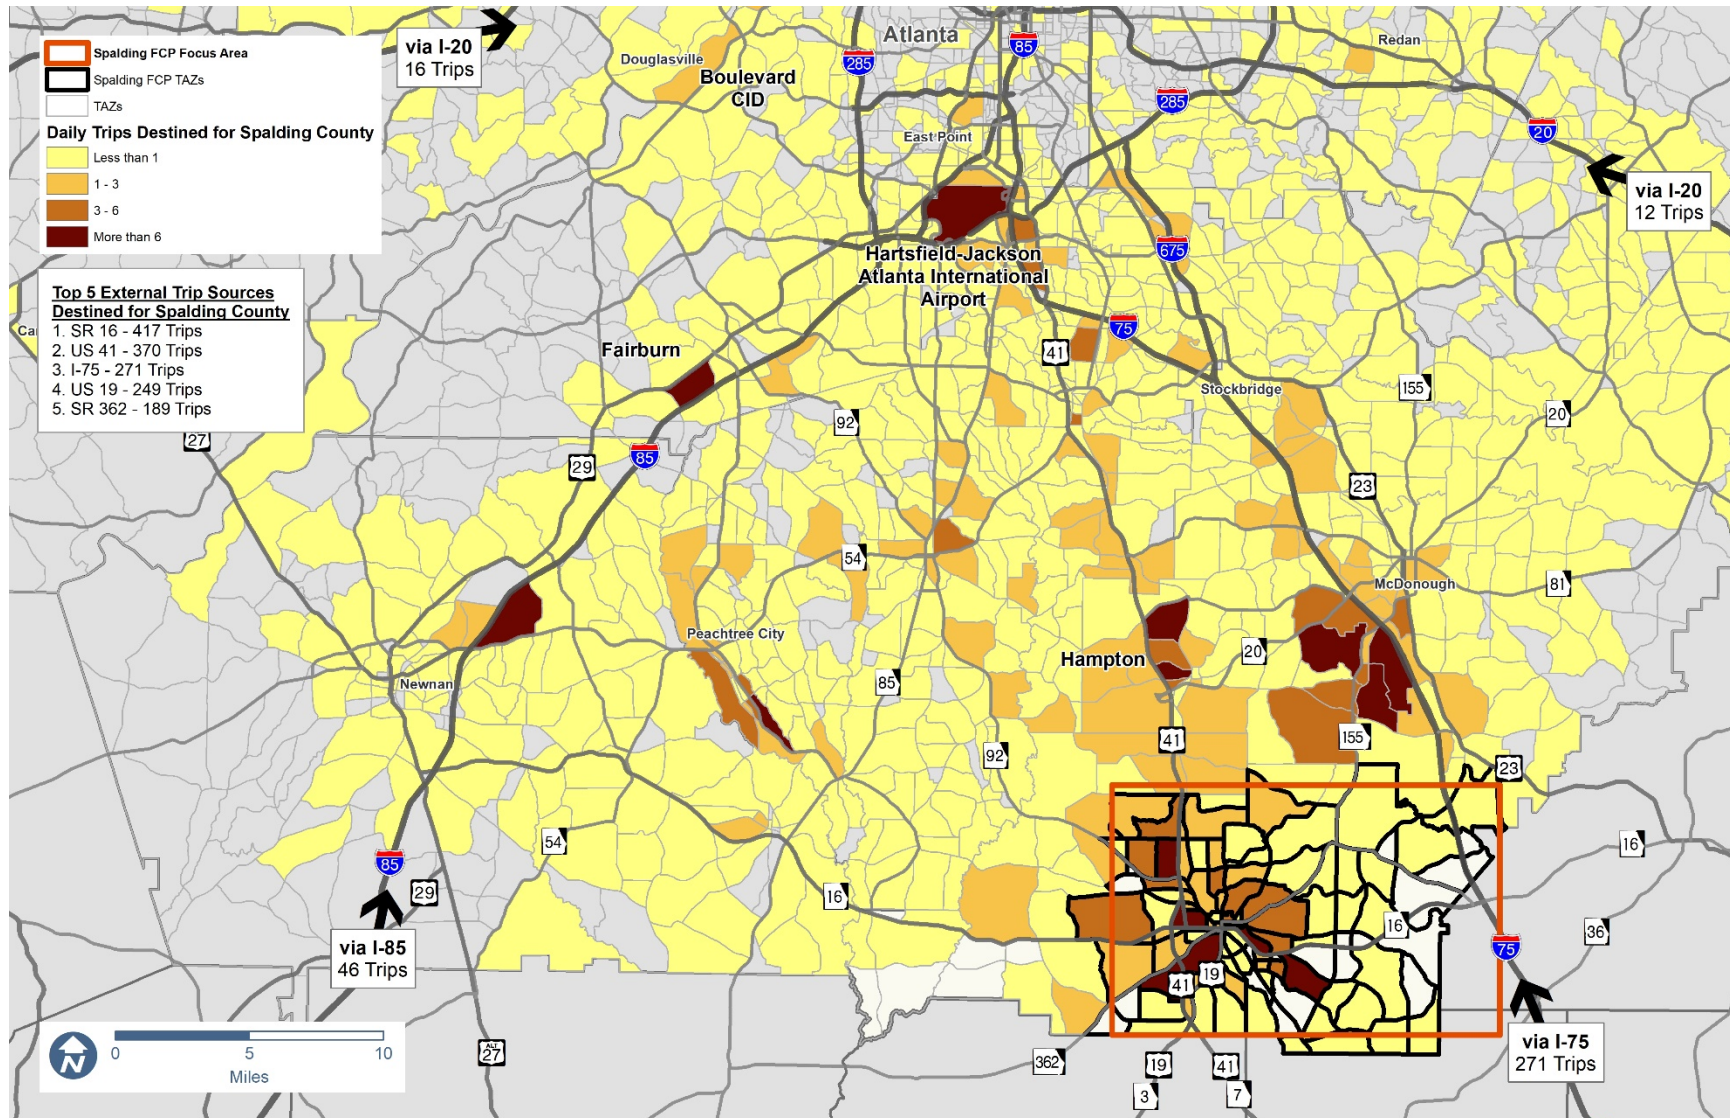 via I-20
16 Trips
Atlanta
85
Redan
Spalding FCP Focus Area
Spalding FCP TAZs
TAZs
Daily Trips Destined for Spalding County
Less than 1
1 - 3
3 - 6
More than 6
Douglasville
Boulevard
CID
285
285
20
East Point
via I-20
12 Trips
675
Hartsfield-Jackson
Atlanta International
Airport
Top 5 External Trip Sources
Destined for Spalding County
1. SR 16 - 417 Trips
2. US 41 - 370 Trips
3. I-75 - 271 Trips
4. US 19 - 249 Trips
5. SR 362 - 189 Trips
75
Fairburn
41
Stockbridge
155
20
92
27
85
29
23
54
McDonough
81
Peachtree City
Hampton
20
Newnan
85
41
155
92
23
54
16
85
29
16
16
36
via I-85
46 Trips
75
19
41
N
0
5
10
Miles
ALT
27
362
19
41
via I-75
271 Trips
3
7